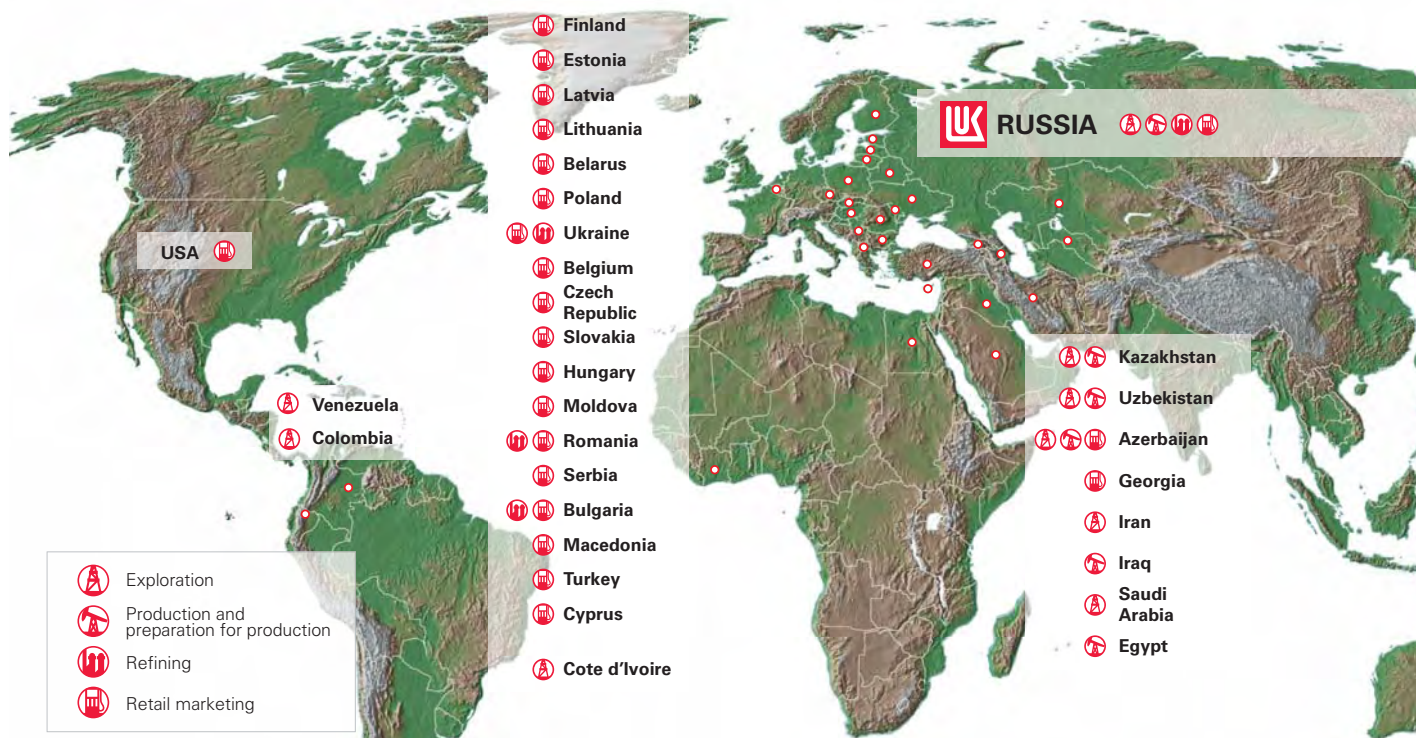 Finland
Estonia
Latvia
Lithuania
Belarus
Poland
Ukraine
Belgium
Czech
Republic
Slovakia
Hungary
Moldova
Romania
Serbia
Bulgaria
Macedonia
Turkey
Cyprus
Cote d’Ivoire
LUK RUSSIA
USA
Venezuela
Colombia
Kazakhstan
Uzbekistan
Azerbaijan
Georgia
Iran
Iraq
Saudi
Arabia
Egypt
Exploration
Production and
preparation for production
Refining
Retail marketing